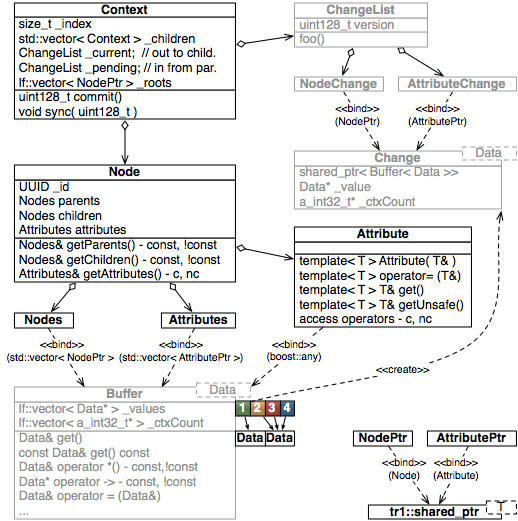 Context
size_t _index
std::vector< Context > _children
ChangeList _current;  // out to child.
ChangeList _pending; // in from par.
lf::vector< NodePtr > _roots
uint128_t commit()
void sync( uint128_t )
ChangeList
uint128_t version
foo()
NodeChange
AttributeChange
<<bind>>
(NodePtr)
<<bind>>
(AttributePtr)
Data
Change
shared_ptr< Buffer< Data >>
Data* _value
a_int32_t* _ctxCount
Node
UUID _id
Nodes parents
Nodes children
Attributes attributes
Nodes& getParents() - const, !const
Nodes& getChildren() - const, !const
Attributes& getAttributes() - c, nc
Attribute
template< T > Attribute( T& )
template< T > operator= (T&)
template< T > T& get()
template< T > T& getUnsafe()
access operators - c, nc
Nodes
Attributes
<<bind>>
(std::vector< NodePtr >)
<<bind>>
(std::vector< AttributePtr >)
<<bind>>
(boost::any)
<<create>>
Data
Buffer
lf::vector< Data* > _values
lf::vector< a_int32_t* > _ctxCount
Data& get()
const Data& get() const
Data& operator *() - const,!const
Data* operator -> - const, !const
Data& operator = (Data&)
...
1 2 3 4
Data Data
NodePtr
AttributePtr
<<bind>>
(Node)
<<bind>>
(Attribute)
T
tr1::shared_ptr